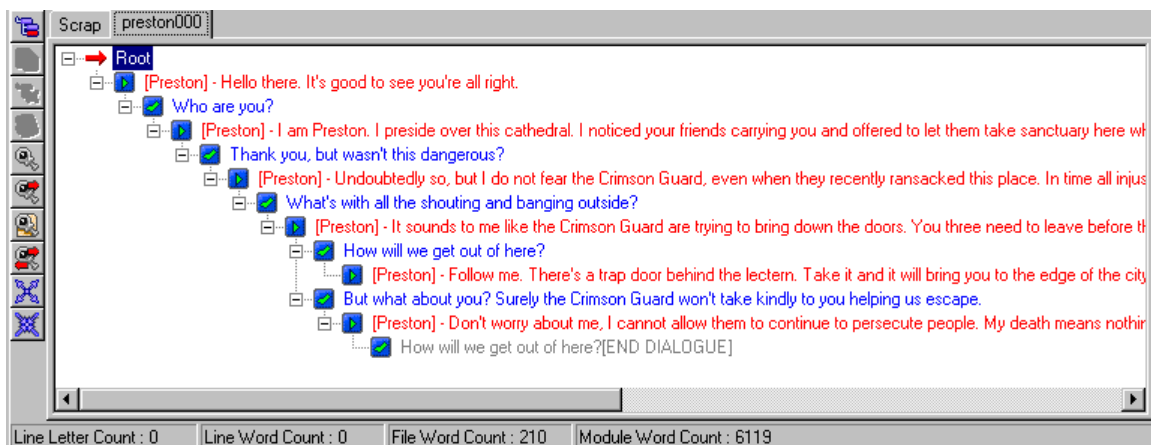 Scrap preston000
Root
[Preston] - Hello there. It's good to see you're all right.
Who are you?
[Preston] - I am Preston. I preside over this cathedral. I noticed your friends carrying you and offered to let them take sanctuary here wh
Thank you, but wasn't this dangerous?
[Preston] - Undoubtedly so, but I do not fear the Crimson Guard, even when they recently ransacked this place. In time all injus
What's with all the shouting and banging outside?
[Preston] - It sounds to me like the Crimson Guard are trying to bring down the doors. You three need to leave before th
How will we get out of here?
[Preston] - Follow me. There's a trap door behind the lectern. Take it and it will bring you to the edge of the city
But what about you? Surely the Crimson Guard won't take kindly to you helping us escape.
[Preston] - Don't worry about me, I cannot allow them to continue to persecute people. My death means nothin
How will we get out of here?[END DIALOGUE]
Line Letter Count : 0 Line Word Count : 0 File Word Count : 210 Module Word Count : 6119